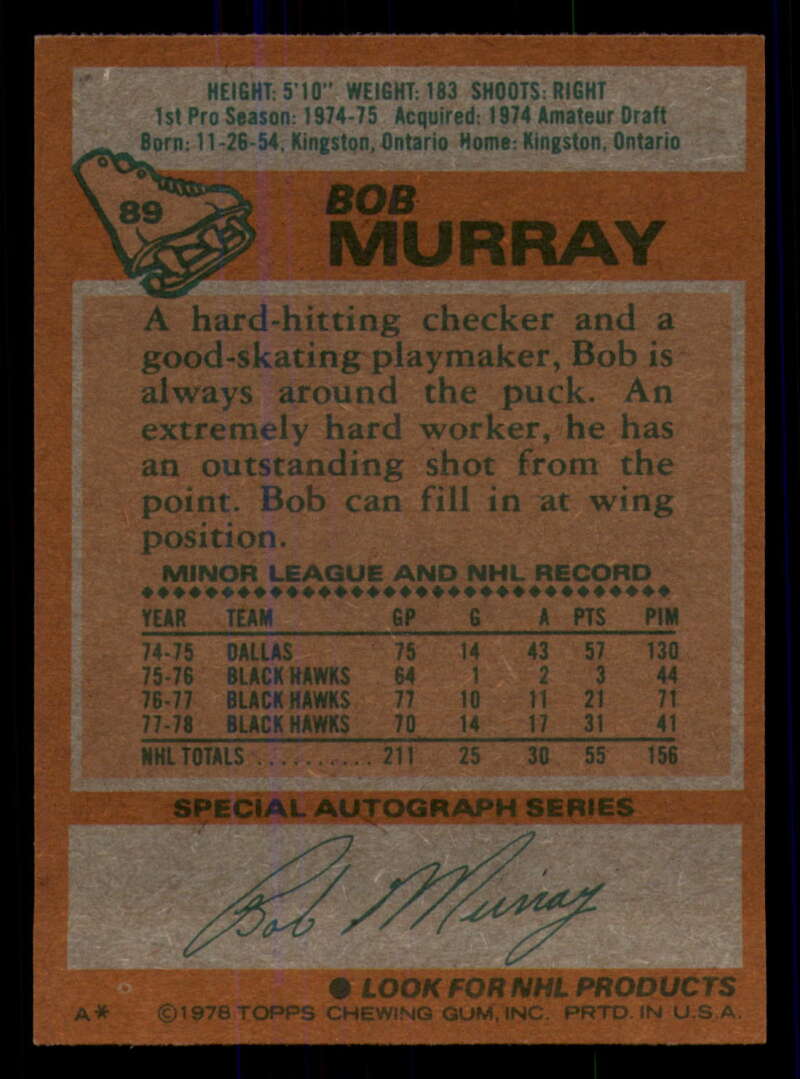 HEIGHT: 5'10" WEIGHT: 183 SHOOTS: RIGHT
1st Pro Season: 1974-75 Acquired: 1974 Amateur Draft
Born: 11-26-54, Kingston, Ontario Home: Kingston, Ontario
89
BOB
MURRAY
A hard-hitting checker and a
good-skating playmaker, Bob is
always around the puck. An
extremely hard worker, he has
an outstanding shot from the
point. Bob can fill in at wing
position.
MINOR LEAGUE AND NHL RECORD
YEAR TEAM GP G A PTS PIM
74-75 DALLAS 75 14 43 57 130
75-76 BLACK HAWKS 64 1 2 3 44
76-77 BLACK HAWKS 77 10 11 21 71
77-78 BLACK HAWKS 70 14 17 31 41
NHL TOTALS .......... 211 25 30 55 156
SPECIAL AUTOGRAPH SERIES
Bob Murray
● LOOK FOR NHL PRODUCTS
A* ©1978 TOPPS CHEWING GUM, INC. PRTD. IN U.S.A.